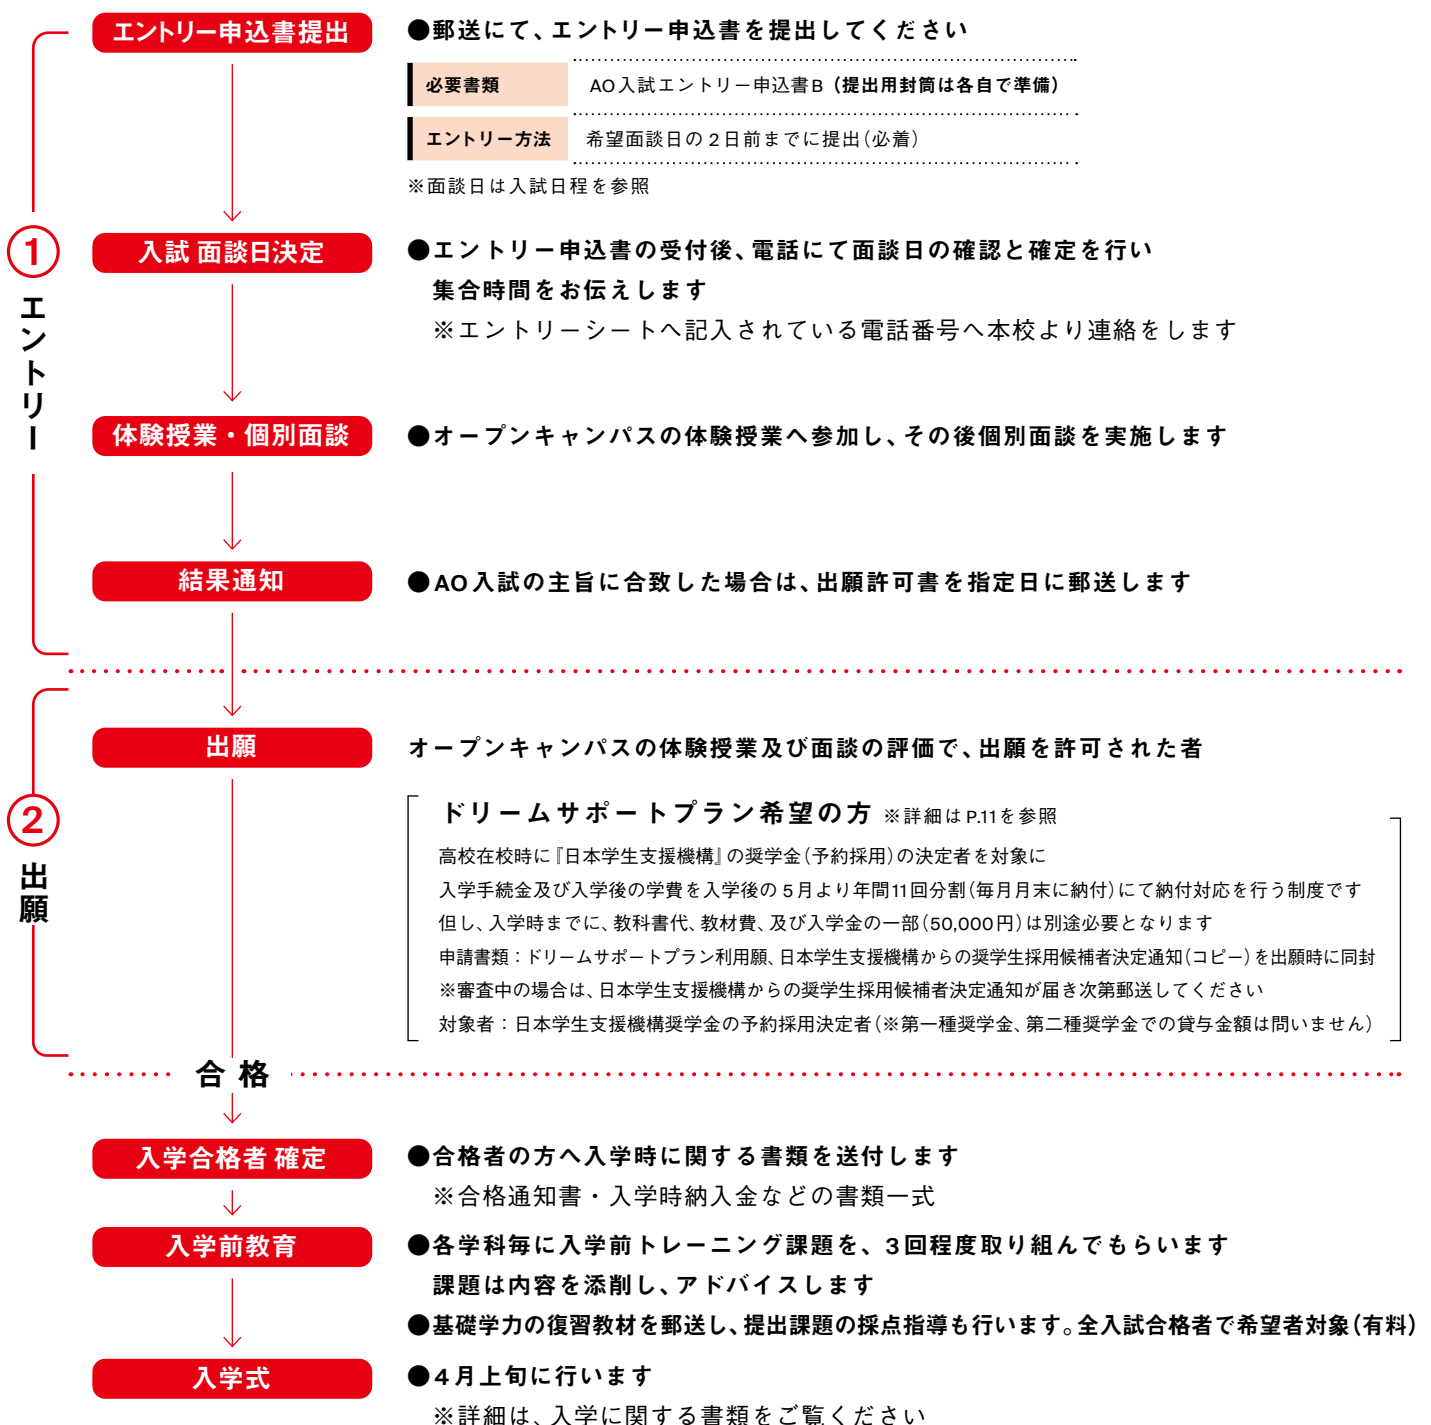 エントリー申込書提出
●郵送にて、エントリー申込書を提出してください
必要書類 AO入試エントリー申込書B（提出用封筒は各自で準備）
エントリー方法 希望面談日の2日前までに提出（必着）
※面談日は入試日程を参照
① エントリー
入試 面談日決定
●エントリー申込書の受付後、電話にて面談日の確認と確定を行い
集合時間をお伝えします
※エントリーシートへ記入されている電話番号へ本校より連絡をします
体験授業・個別面談
●オープンキャンパスの体験授業へ参加し、その後個別面談を実施します
結果通知
●AO入試の主旨に合致した場合は、出願許可書を指定日に郵送します
② 出願
出願
オープンキャンパスの体験授業及び面談の評価で、出願を許可された者
ドリームサポートプラン希望の方 ※詳細はP.11を参照
高校在校時に『日本学生支援機構』の奨学金（予約採用）の決定者を対象に
入学手続金及び入学後の学費を入学後の5月より年間11回分割（毎月月末に納付）にて納付対応を行う制度です
但し、入学時までに、教科書代、教材費、及び入学金の一部（50,000円）は別途必要となります
申請書類：ドリームサポートプラン利用願、日本学生支援機構からの奨学生採用候補者決定通知（コピー）を出願時に同封
※審査中の場合は、日本学生支援機構からの奨学生採用候補者決定通知が届き次第郵送してください
対象者：日本学生支援機構奨学金の予約採用決定者（※第一種奨学金、第二種奨学金での貸与金額は問いません）
合格
入学合格者 確定
●合格者の方へ入学時に関する書類を送付します
※合格通知書・入学時納入金などの書類一式
入学前教育
●各学科毎に入学前トレーニング課題を、3回程度取り組んでもらいます
課題は内容を添削し、アドバイスします
●基礎学力の復習教材を郵送し、提出課題の採点指導も行います。全入試合格者で希望者対象（有料）
入学式
●4月上旬に行います
※詳細は、入学に関する書類をご覧ください